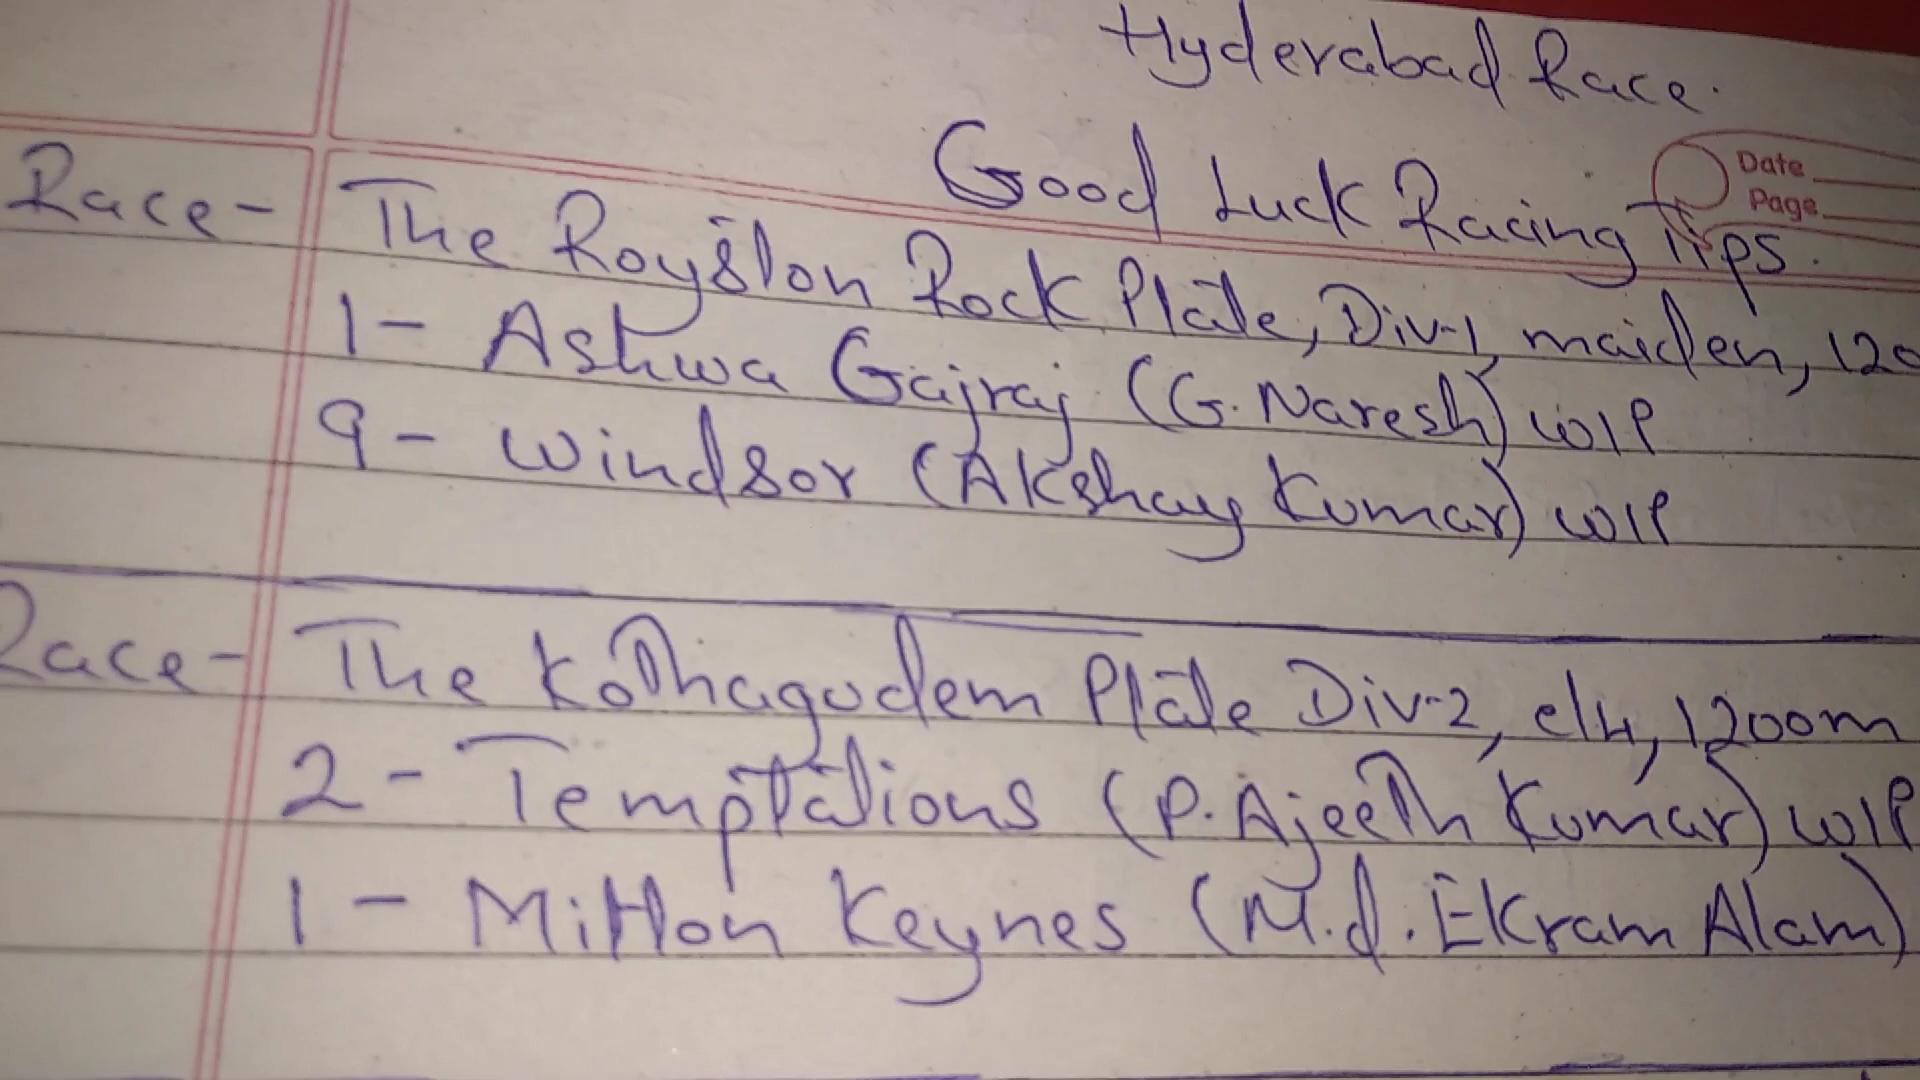 Hyderabad Race.
Good Luck Racing Tips.
Date
Page
Race- The Royston Rock Plate, Div-1, maiden, 120
1- Ashwa Gajraj (G. Naresh) W/P
9- Windsor (Akshay Kumar) W/P
Race- The Kothagudem Plate Div-2, cl4, 1200m
2- Temptations (P. Ajeeth Kumar) W/P
1- Milton Keynes (M.d. Ekram Alam)